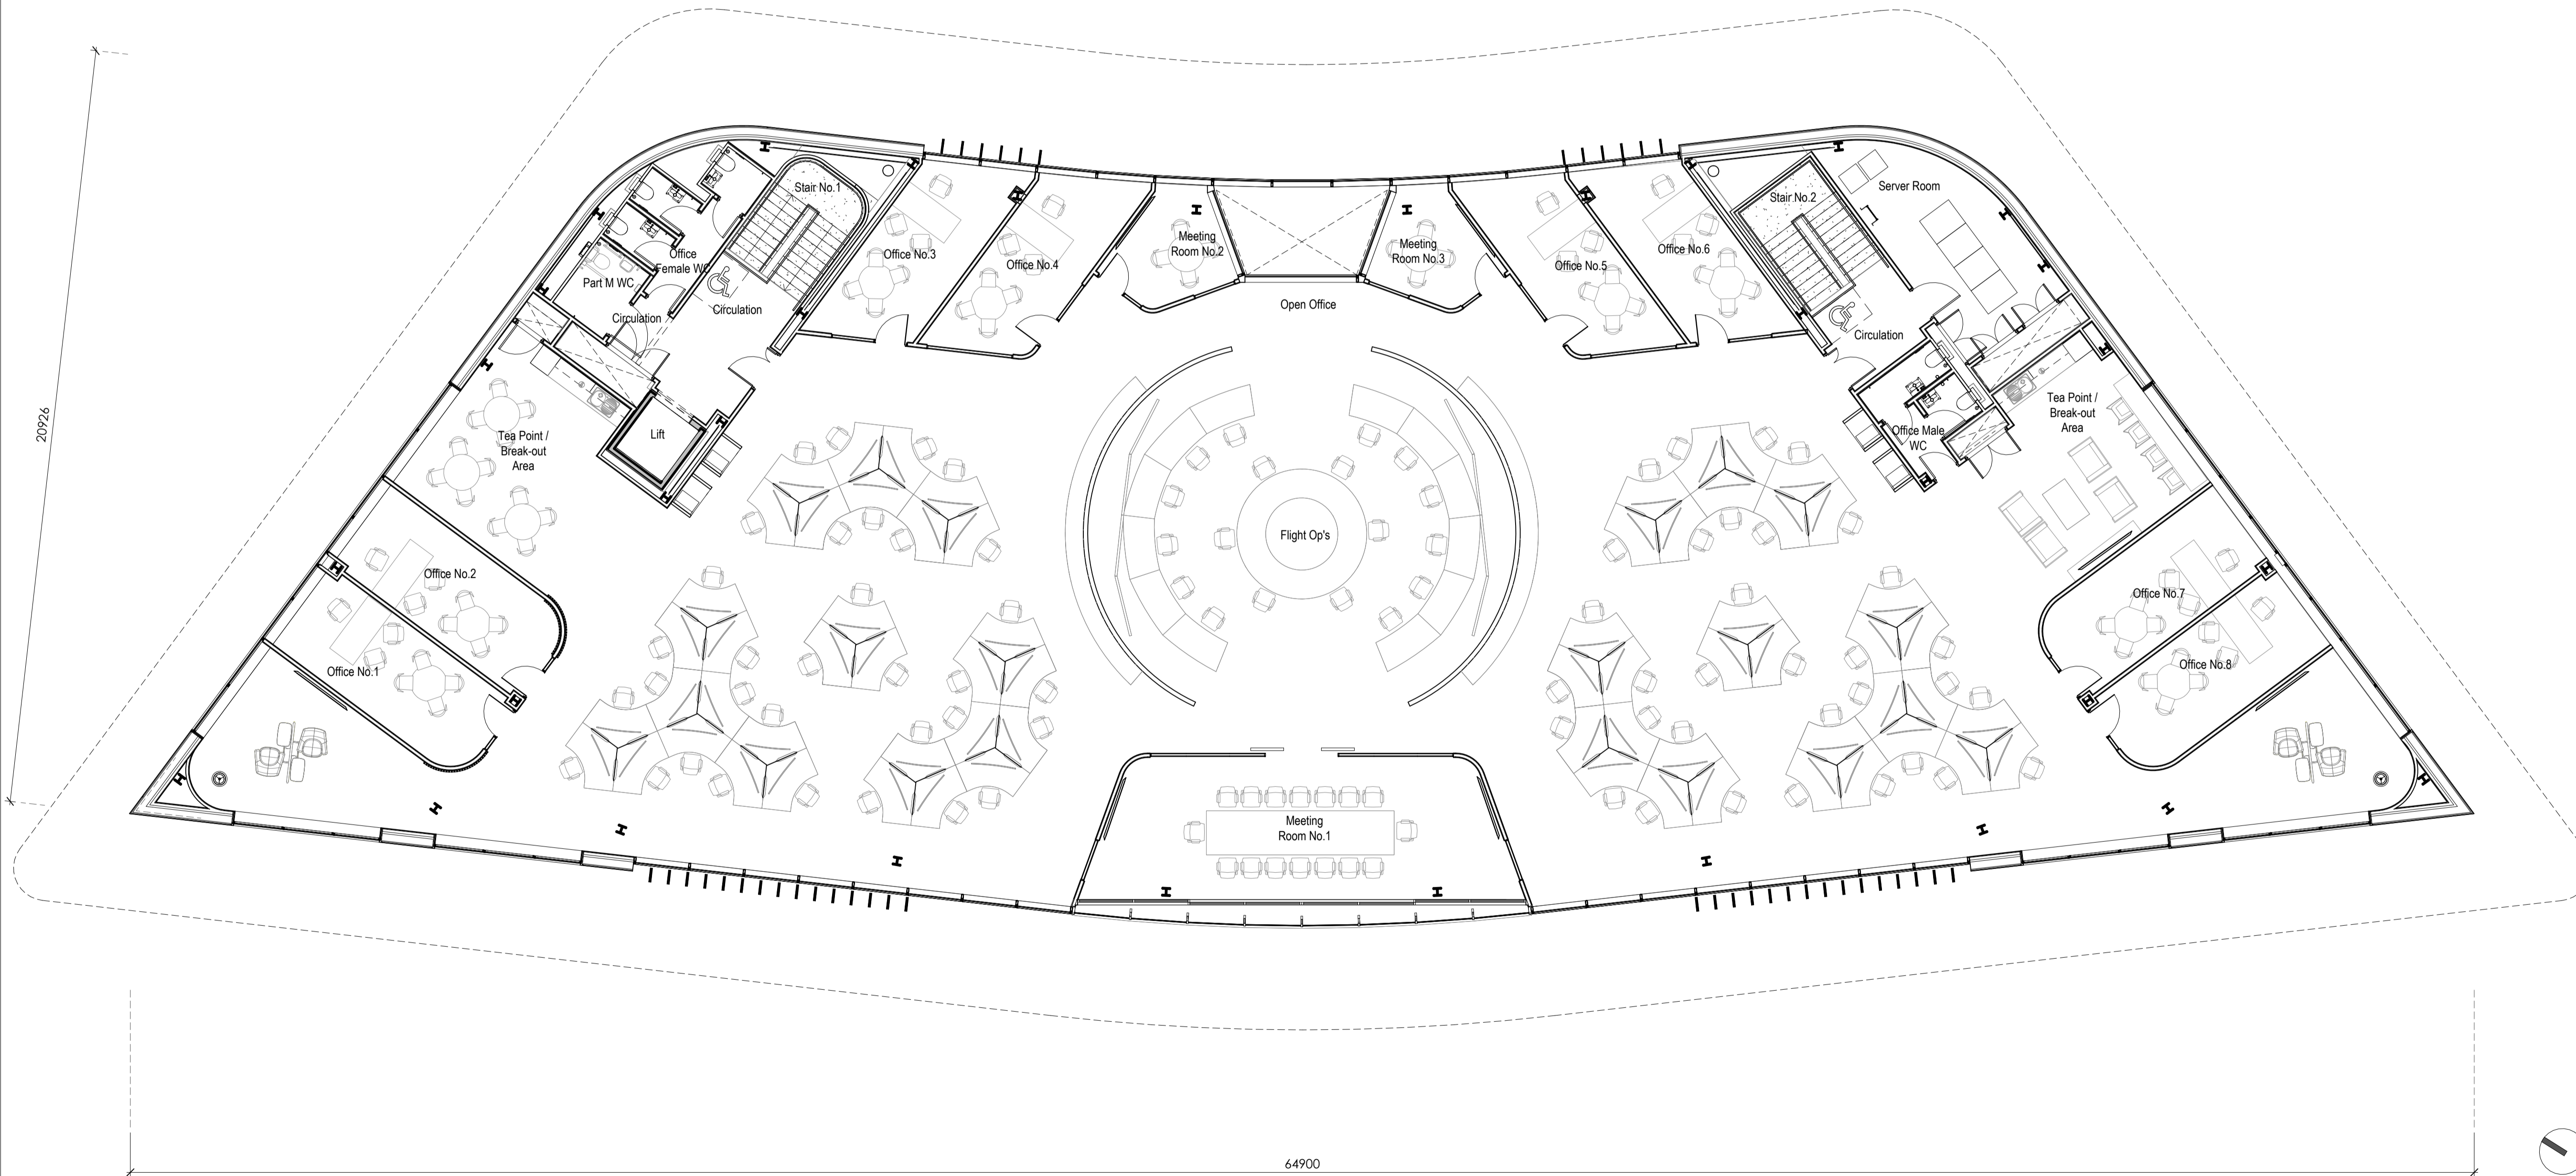 Stair No.1
Stair No.2
Server Room
Office
Female WC
Office No.3
Office No.4
Meeting
Room No.2
Meeting
Room No.3
Office No.5
Office No.6
Part M WC
Circulation
Circulation
Open Office
Circulation
20926
Lift
Tea Point /
Break-out
Area
Office Male
WC
Tea Point /
Break-out
Area
Flight Op's
Office No.2
Office No.7
Office No.1
Office No.8
Meeting
Room No.1
64900